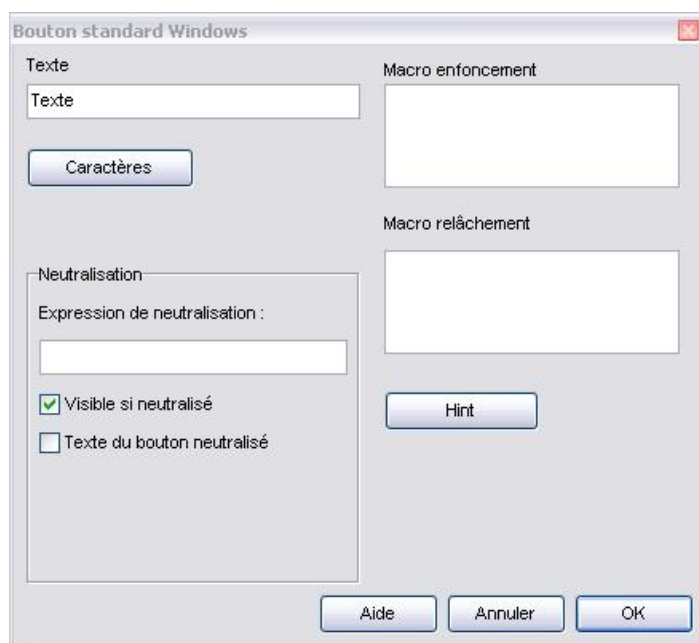 Bouton standard Windows
Texte
Texte
Caractères
Neutralisation
Expression de neutralisation :
Visible si neutralisé
Texte du bouton neutralisé
Macro enfoncement
Macro relâchement
Hint
Aide
Annuler
OK